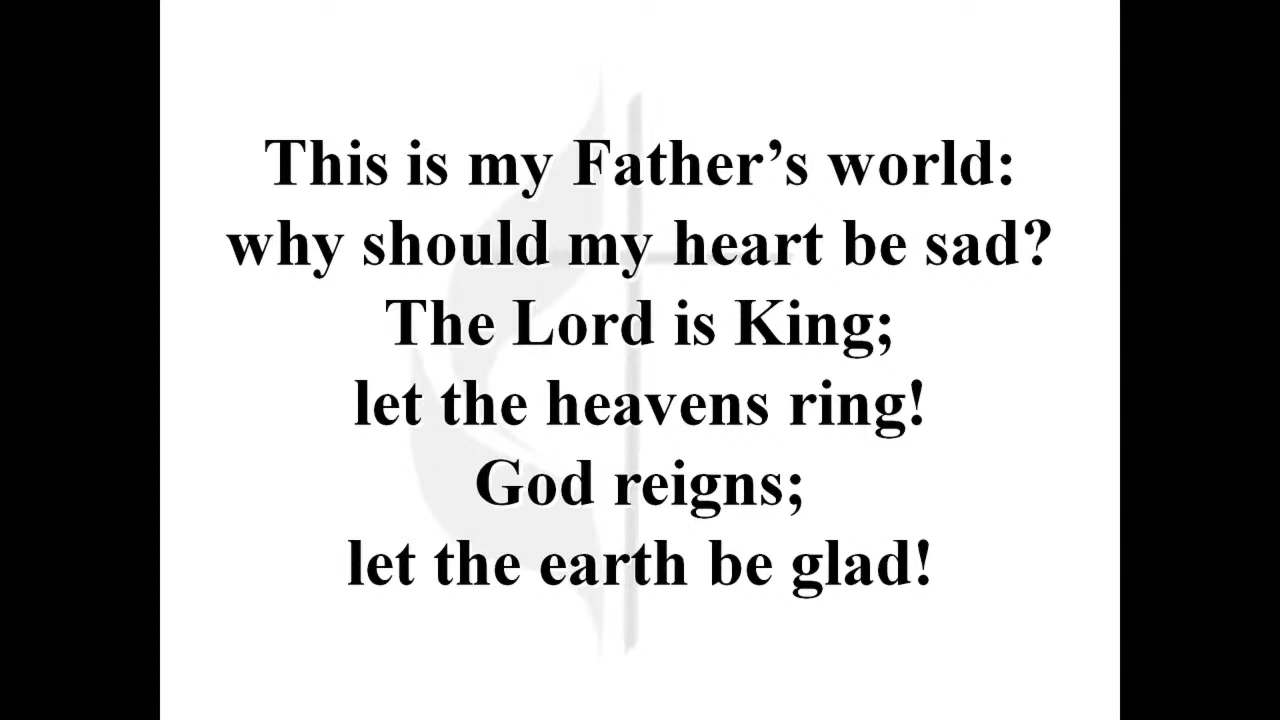 This is my Father’s world:
why should my heart be sad?
The Lord is King;
let the heavens ring!
God reigns;
let the earth be glad!